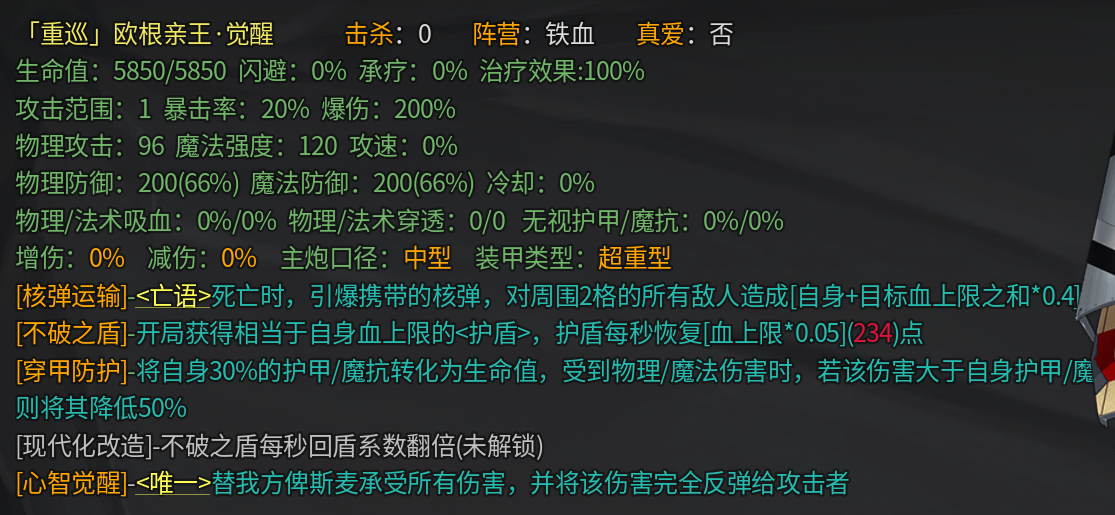 「重巡」欧根亲王·觉醒 击杀：0 阵营：铁血 真爱：否
生命值：5850/5850 闪避：0% 承疗：0% 治疗效果:100%
攻击范围：1 暴击率：20% 爆伤：200%
物理攻击：96 魔法强度：120 攻速：0%
物理防御：200(66%) 魔法防御：200(66%) 冷却：0%
物理/法术吸血：0%/0% 物理/法术穿透：0/0 无视护甲/魔抗：0%/0%
增伤：0% 减伤：0% 主炮口径：中型 装甲类型：超重型
[核弹运输]-<亡语>死亡时，引爆携带的核弹，对周围2格的所有敌人造成[自身+目标血上限之和*0.4]
[不破之盾]-开局获得相当于自身血上限的<护盾>，护盾每秒恢复[血上限*0.05](234)点
[穿甲防护]-将自身30%的护甲/魔抗转化为生命值，受到物理/魔法伤害时，若该伤害大于自身护甲/魔
则将其降低50%
[现代化改造]-不破之盾每秒回盾系数翻倍(未解锁)
[心智觉醒]-<唯一>替我方俾斯麦承受所有伤害，并将该伤害完全反弹给攻击者